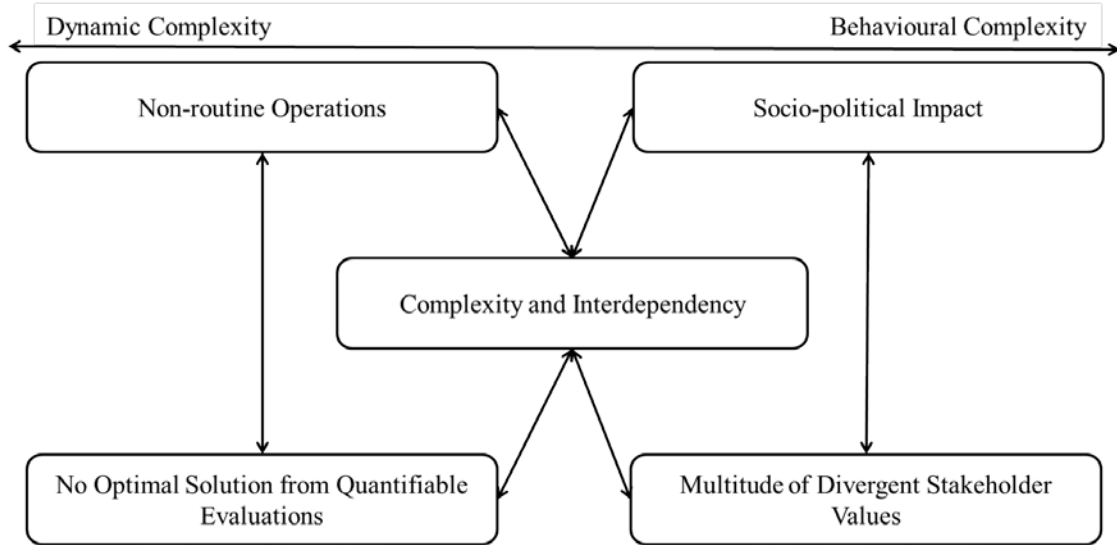 Dynamic Complexity
Behavioural Complexity
Non-routine Operations
Socio-political Impact
Complexity and Interdependency
No Optimal Solution from Quantifiable
Evaluations
Multitude of Divergent Stakeholder
Values